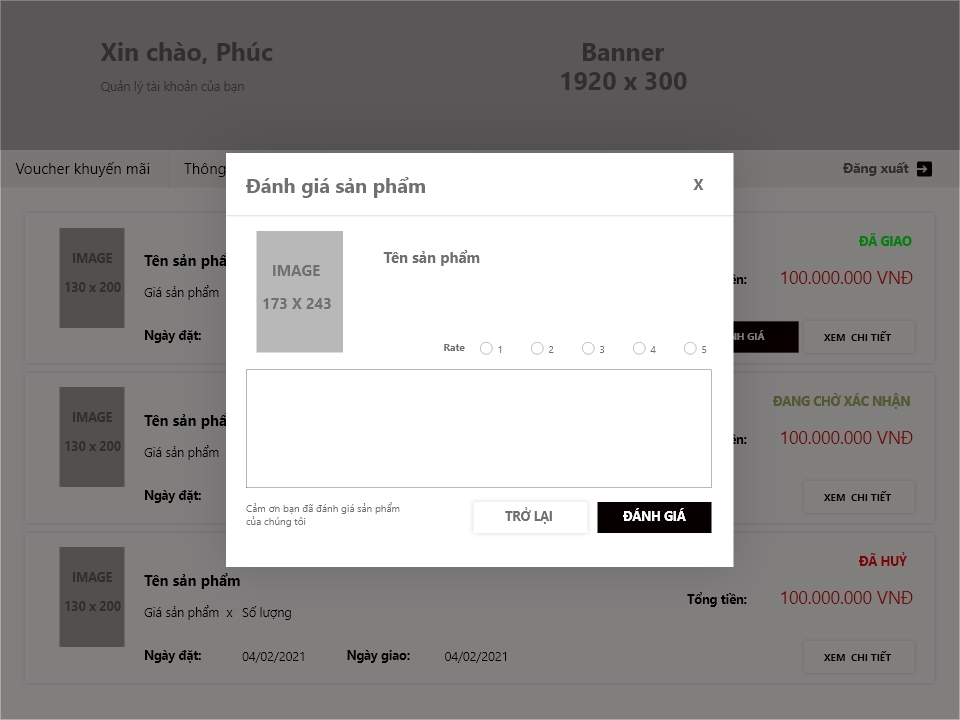 Xin chào, Phúc
Quản lý tài khoản của bạn
Banner
1920 x 300
Voucher khuyến mãi
Thông
Đăng xuất
Đánh giá sản phẩm
X
IMAGE
173 X 243
Tên sản phẩm
Rate
1
2
3
4
5
Cảm ơn bạn đã đánh giá sản phẩm
của chúng tôi
TRỞ LẠI
ĐÁNH GIÁ
IMAGE
130 x 200
Tên sản
Giá sản phẩm
Ngày đặt:
ĐÃ GIAO
100.000.000 VNĐ
GIÁ
XEM CHI TIẾT
IMAGE
130 x 200
Tên sản
Giá sản phẩm
Ngày đặt:
ĐANG CHỜ XÁC NHẬN
100.000.000 VNĐ
XEM CHI TIẾT
IMAGE
130 x 200
Tên sản phẩm
Giá sản phẩm x Số lượng
Ngày đặt: 04/02/2021 Ngày giao: 04/02/2021
ĐÃ HUỶ
Tổng tiền: 100.000.000 VNĐ
XEM CHI TIẾT